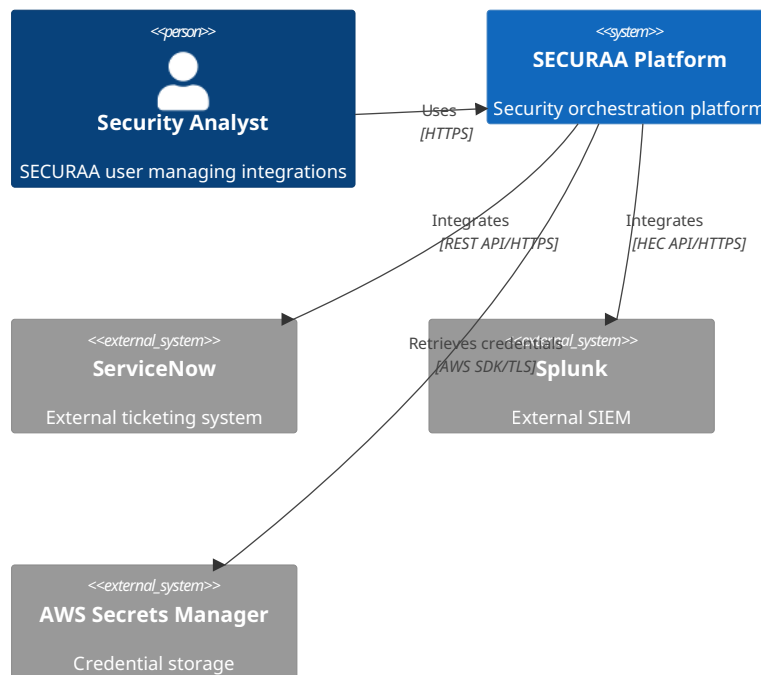 <<person>>
Security Analyst
SECURAA user managing integrations
<<system>>
SECURAA Platform
Security orchestration platform
Uses
[HTTPS]
Integrates
[REST API/HTTPS]
Integrates
[HEC API/HTTPS]
Retrieves credentials
[AWS SDK/TLS]
<<external_system>>
ServiceNow
External ticketing system
<<external_system>>
Splunk
External SIEM
<<external_system>>
AWS Secrets Manager
Credential storage